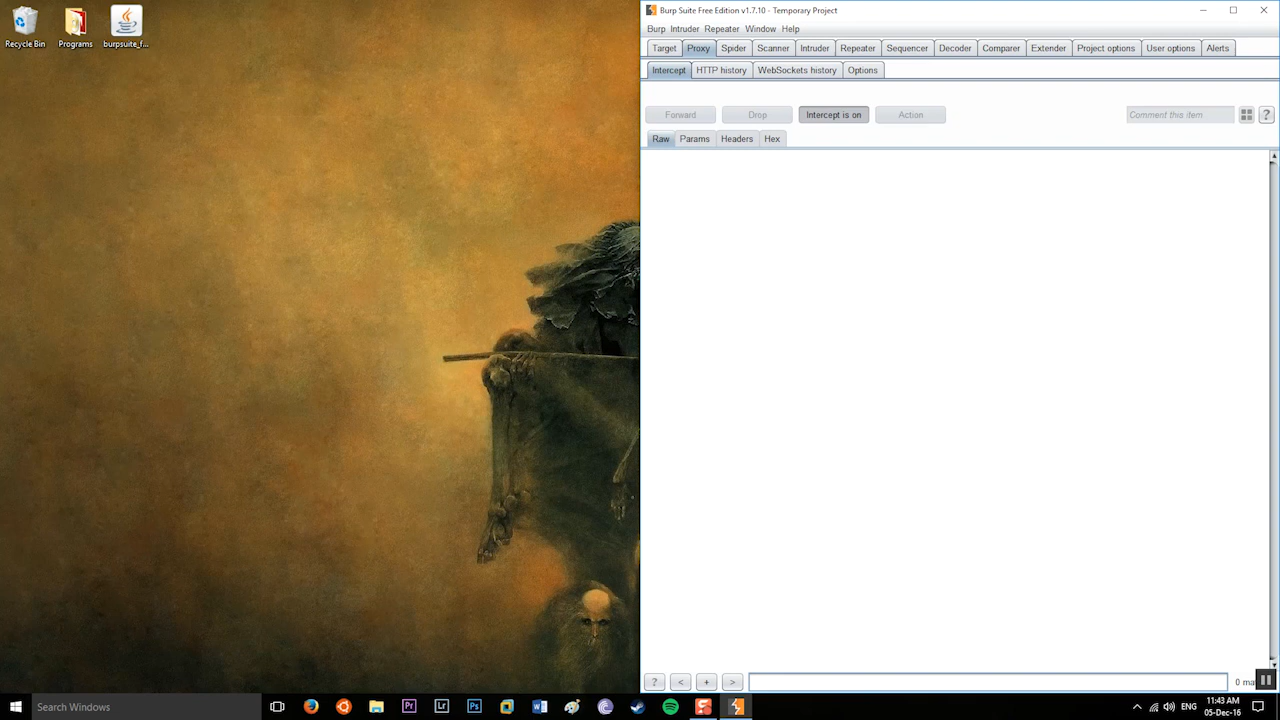 Recycle Bin
Programs
burpsuite_f...
Burp Suite Free Edition v1.7.10 - Temporary Project
Burp Intruder Repeater Window Help
Target Proxy Spider Scanner Intruder Repeater Sequencer Decoder Comparer Extender Project options User options Alerts
Intercept HTTP history WebSockets history Options
Forward Drop Intercept is on Action Comment this item ?
Raw Params Headers Hex
? < + > 0 ma
Search Windows
Pr Lr Ps
ENG
11:43 AM
05-Dec-16